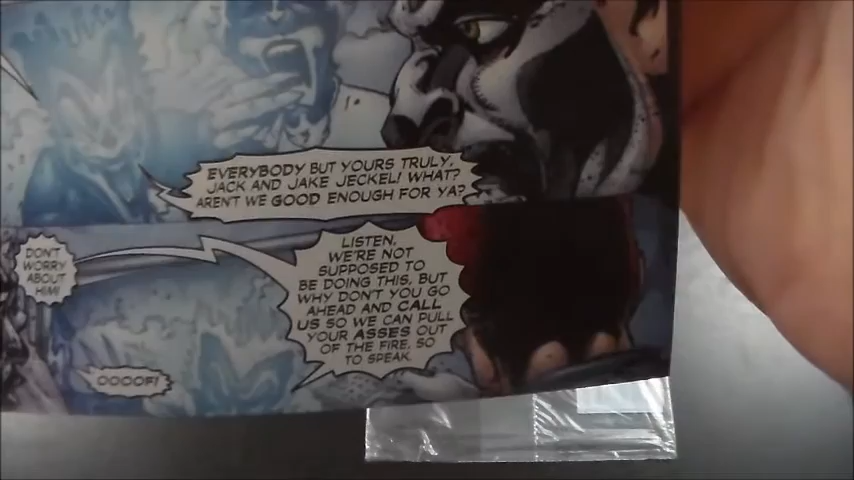 EVERYBODY BUT YOURS TRULY,
JACK AND JAKE JECKEL! WHAT?
AREN'T WE GOOD ENOUGH FOR YA?
DON'T
WORRY
ABOUT
HIM!
LISTEN,
WE'RE NOT
SUPPOSED TO
BE DOING THIS, BUT
WHY DON'T YOU GO
AHEAD AND CALL
US SO WE CAN PULL
YOUR ASSES OUT
OF THE FIRE. SO
TO SPEAK.
OOOOF!